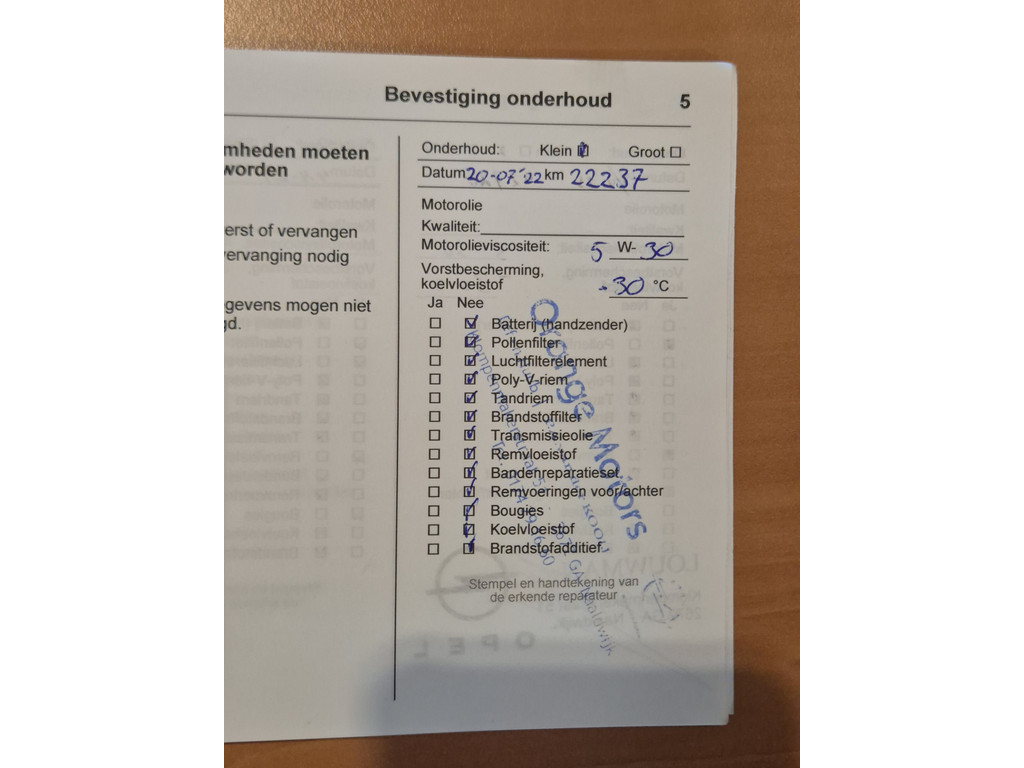 Bevestiging onderhoud 5
mheden moeten
worden
erst of vervangen
ervanging nodig
gevens mogen niet
d.
Onderhoud: Klein Groot
Datum 20-07-'22 km 22237
Motorolie
Kwaliteit:
Motorolieviscositeit: 5 W- 30
Vorstbescherming,
koelvloeistof -30 °C
Ja Nee
Batterij (handzender)
Pollenfilter
Luchtfilterelement
Poly-V-riem
Tandriem
Brandstoffilter
Transmissieolie
Remvloeistof
Bandenreparatieset
Remvoeringen voor/achter
Bougies
Koelvloeistof
Brandstofadditief
Stempel en handtekening van
de erkende reparateur
Orange Motors
OPEL
LOUWMAN